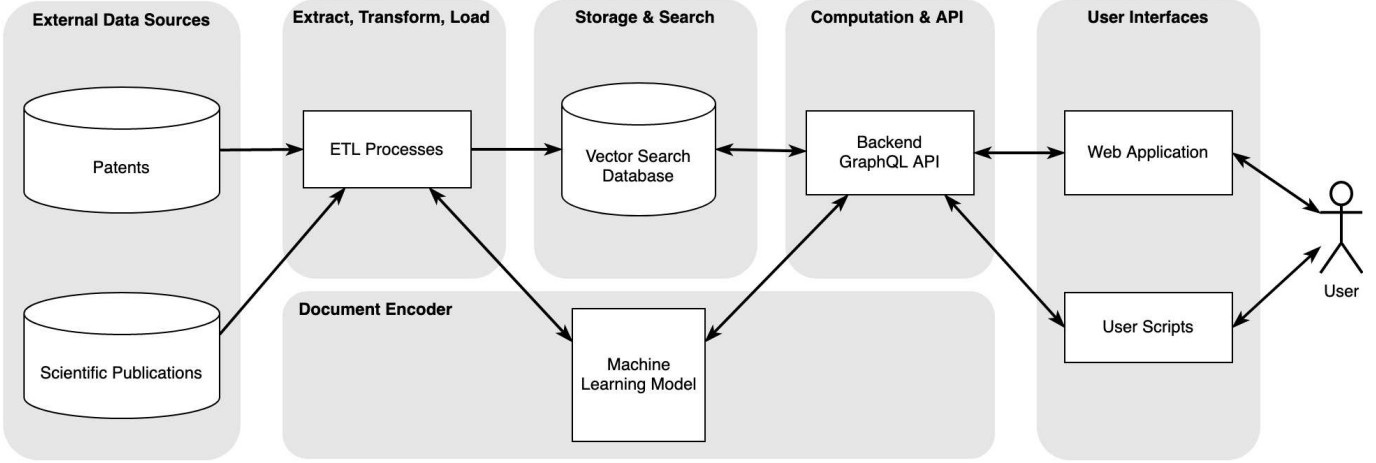 External Data Sources
Extract, Transform, Load
Storage & Search
Computation & API
User Interfaces
Patents
ETL Processes
Vector Search
Database
Backend
GraphQL API
Web Application
Scientific Publications
Document Encoder
Machine
Learning Model
User Scripts
User